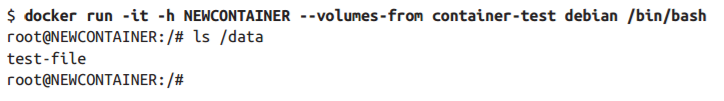 $ docker run -it -h NEWCONTAINER --volumes-from container-test debian /bin/bash
root@NEWCONTAINER:/# ls /data
test-file
root@NEWCONTAINER:/#